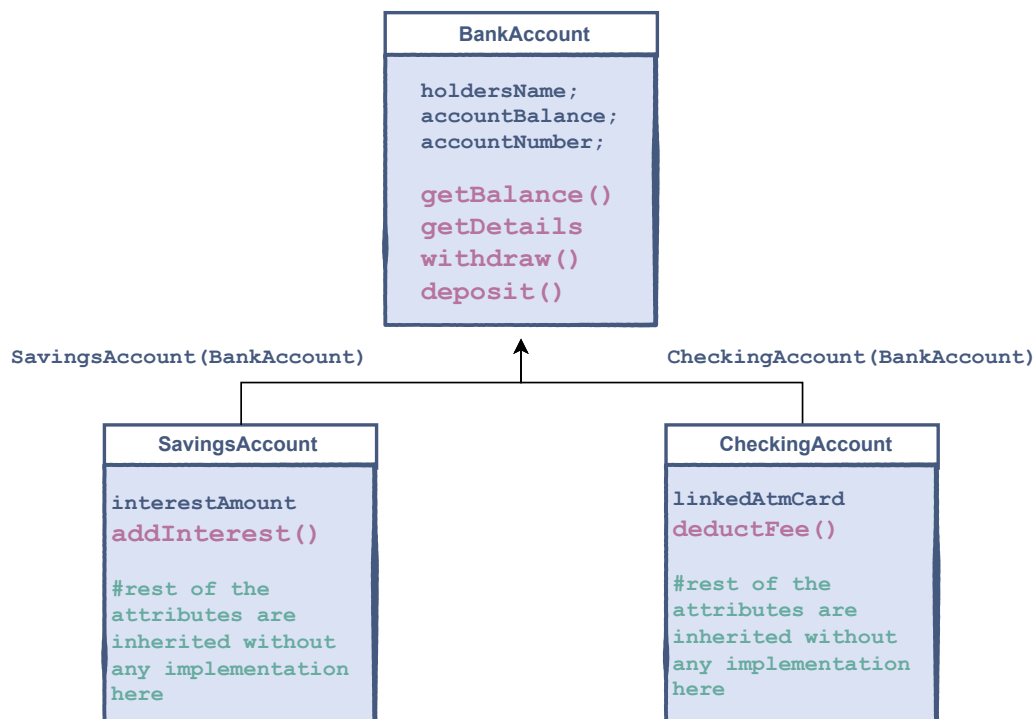 BankAccount
holdersName;
accountBalance;
accountNumber;
getBalance()
getDetails
withdraw()
deposit()
SavingsAccount(BankAccount)
CheckingAccount(BankAccount)
SavingsAccount
interestAmount
addInterest()
#rest of the
attributes are
inherited without
any implementation
here
CheckingAccount
linkedAtmCard
deductFee()
#rest of the
attributes are
inherited without
any implementation
here